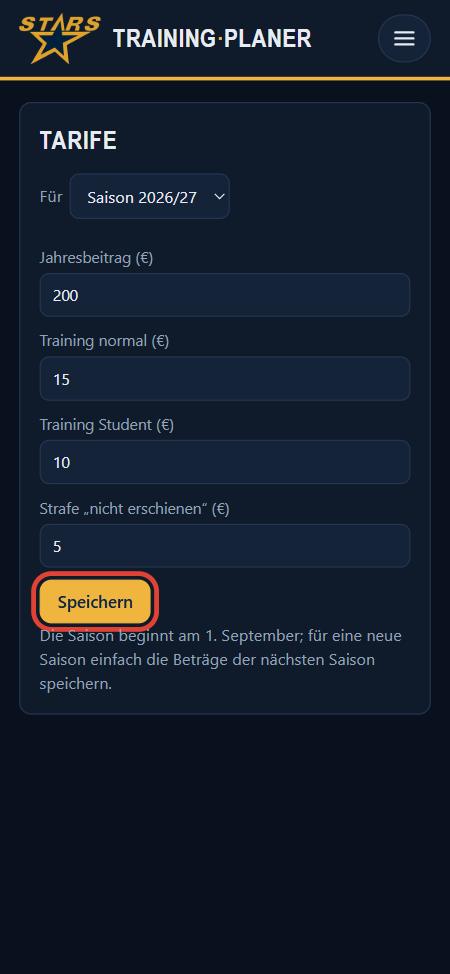 STARS
TRAINING·PLANER
TARIFE
Für
Saison 2026/27
Jahresbeitrag (€)
200
Training normal (€)
15
Training Student (€)
10
Strafe „nicht erschienen“ (€)
5
Speichern
Die Saison beginnt am 1. September; für eine neue
Saison einfach die Beträge der nächsten Saison
speichern.